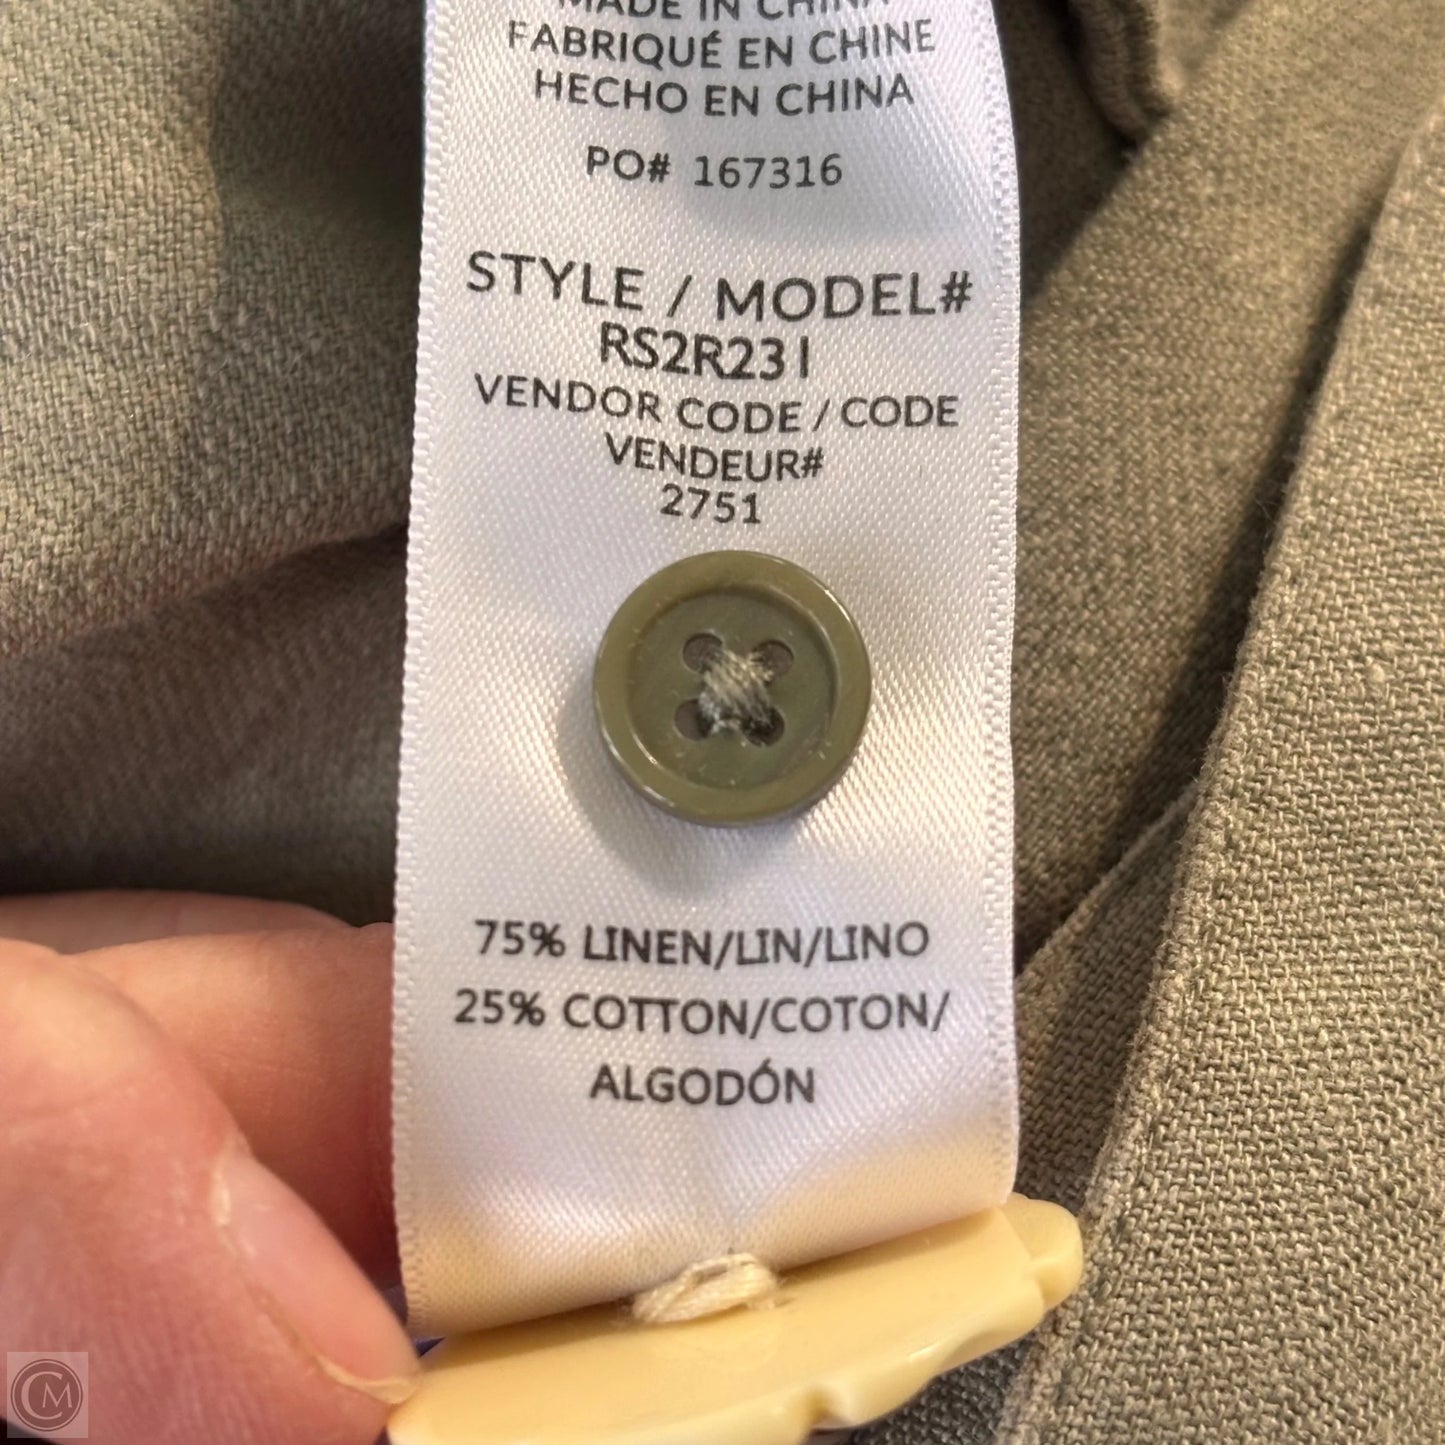 MADE IN CHINA
FABRIQUÉ EN CHINE
HECHO EN CHINA
PO# 167316
STYLE / MODEL#
RS2R231
VENDOR CODE / CODE
VENDEUR#
2751
75% LINEN/LIN/LINO
25% COTTON/COTON/
ALGODÓN
CM